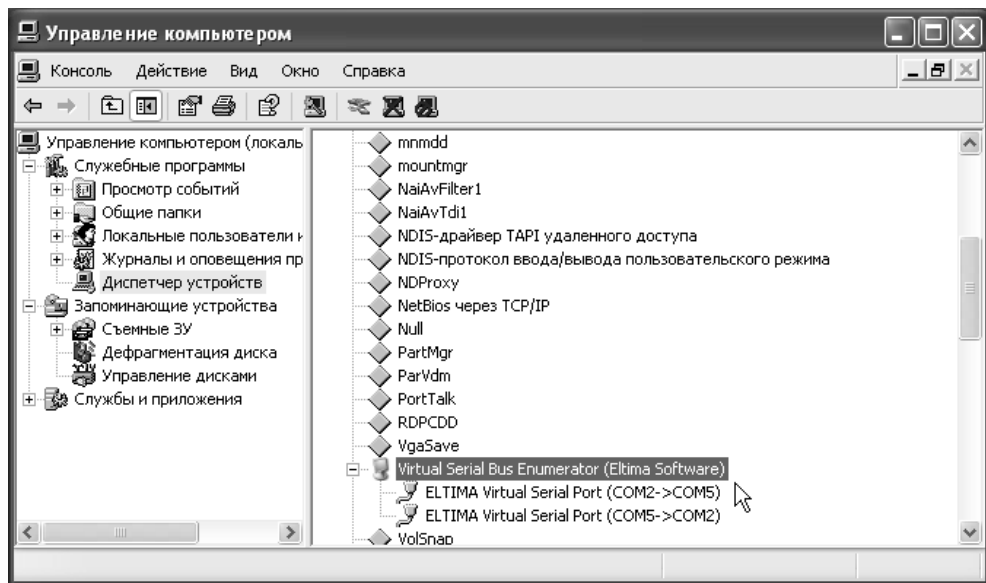 Управление компьютером
Консоль Действие Вид Окно Справка
Управление компьютером (локаль
Служебные программы
Просмотр событий
Общие папки
Локальные пользователи и
Журналы и оповещения пр
Диспетчер устройств
Запоминающие устройства
Съемные ЗУ
Дефрагментация диска
Управление дисками
Службы и приложения
mnmdd
mountmgr
NaiAvFilter1
NaiAvTdi1
NDIS-драйвер TAPI удаленного доступа
NDIS-протокол ввода/вывода пользовательского режима
NDProxy
NetBios через TCP/IP
Null
PartMgr
ParVdm
PortTalk
RDPCDD
VgaSave
Virtual Serial Bus Enumerator (Eltima Software)
ELTIMA Virtual Serial Port (COM2->COM5)
ELTIMA Virtual Serial Port (COM5->COM2)
VolSnap